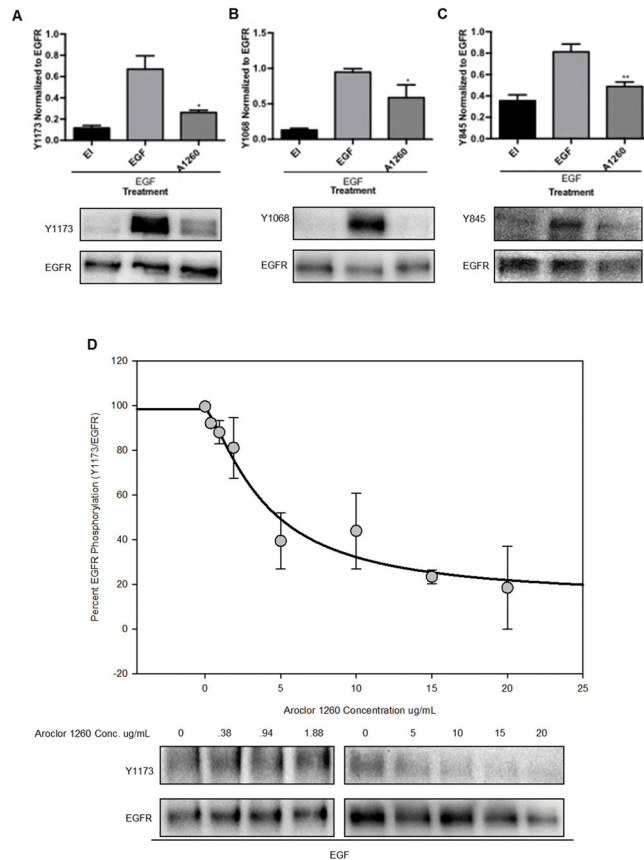 A
Y1173 Normalized to EGFR
1.0
0.8
0.6
0.4
0.2
0.0
*
EI
EGF
A1260
EGF
Treatment
Y1173
EGFR
B
Y1068 Normalized to EGFR
1.5
1.0
0.5
0.0
*
EI
EGF
A1260
EGF
Treatment
Y1068
EGFR
C
Y845 Normalized to EGFR
1.0
0.8
0.6
0.4
0.2
0.0
**
EI
EGF
A1260
EGF
Treatment
Y845
EGFR
D
Percent EGFR Phosphorylation (Y1173/EGFR)
120
100
80
60
40
20
0
-20
0 5 10 15 20 25
Aroclor 1260 Concentration ug/mL
Aroclor 1260 Conc. ug/mL 0 .38 .94 1.88 0 5 10 15 20
Y1173
EGFR
EGF